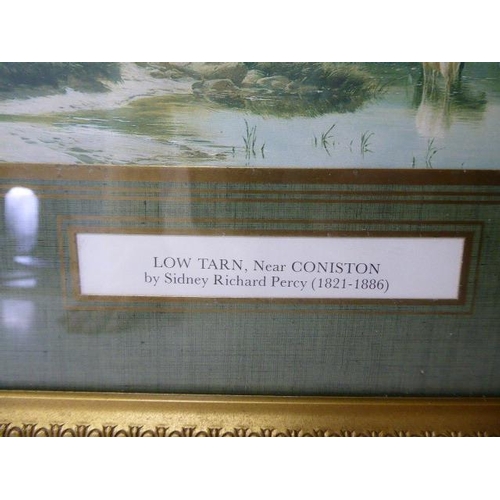 LOW TARN, Near CONISTON
by Sidney Richard Percy (1821-1886)